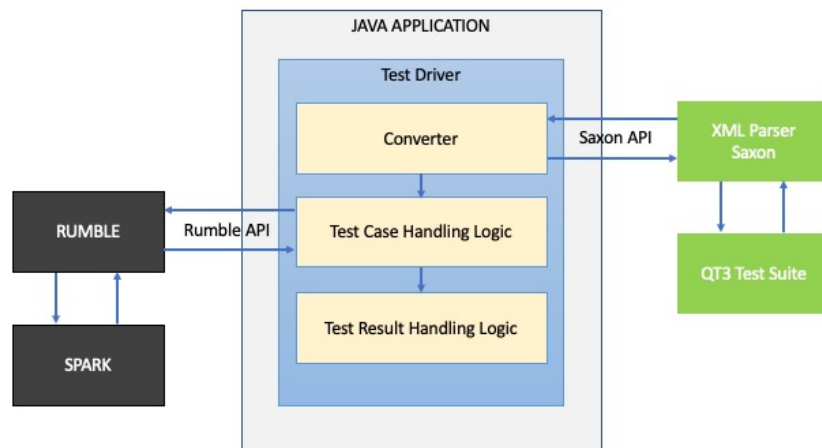 JAVA APPLICATION
Test Driver
Converter
Saxon API
XML Parser
Saxon
RUMBLE
Rumble API
Test Case Handling Logic
QT3 Test Suite
Test Result Handling Logic
SPARK